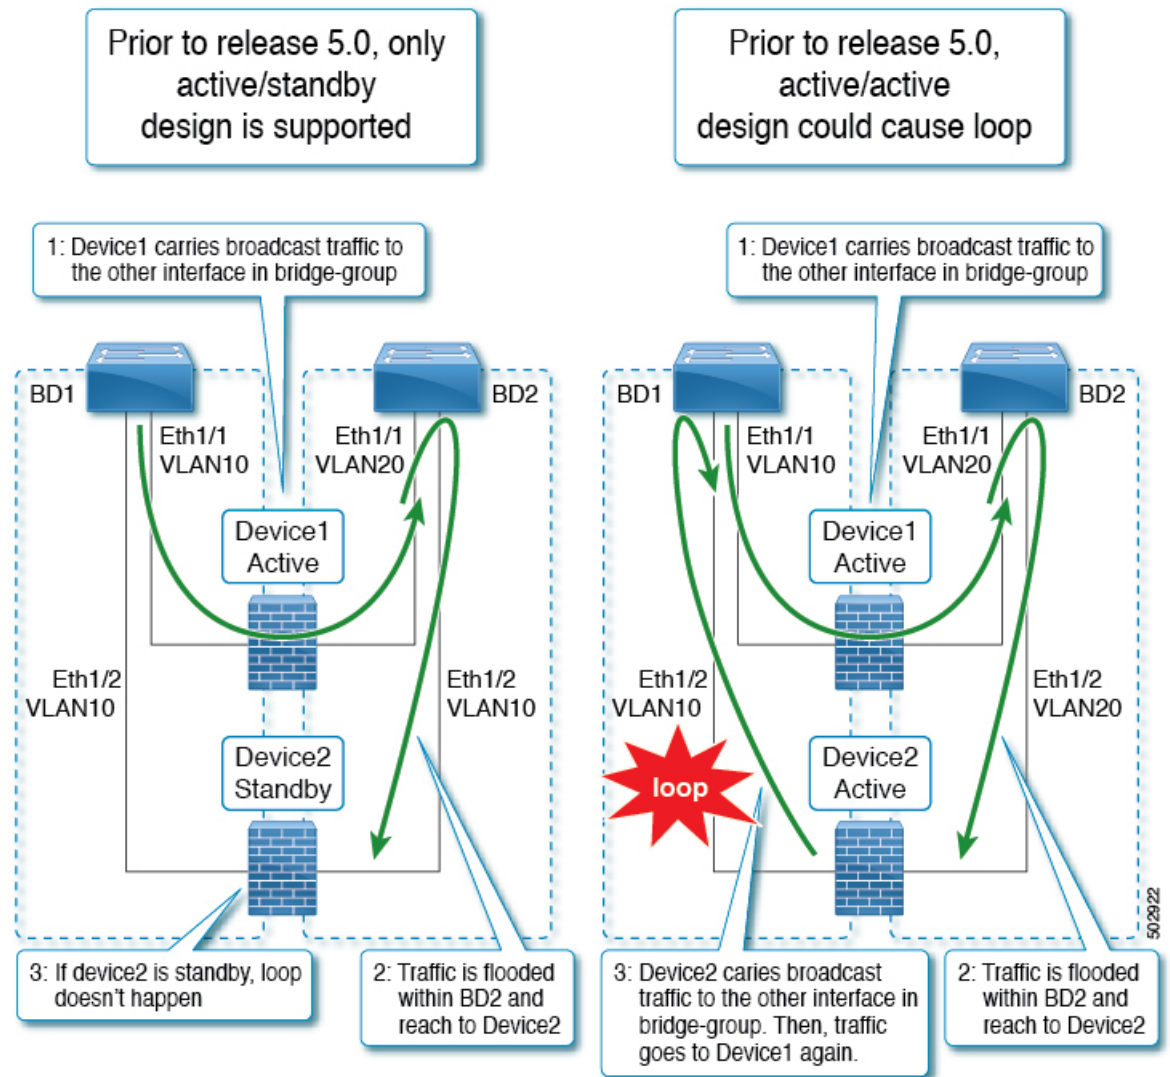 Prior to release 5.0, only
active/standby
design is supported
Prior to release 5.0,
active/active
design could cause loop
1: Device1 carries broadcast traffic to
the other interface in bridge-group
1: Device1 carries broadcast traffic to
the other interface in bridge-group
BD1
BD2
Eth1/1
VLAN10
Eth1/1
VLAN20
Device1
Active
Eth1/2
VLAN10
Eth1/2
VLAN10
Device2
Standby
3: If device2 is standby, loop
doesn't happen
2: Traffic is flooded
within BD2 and
reach to Device2
BD1
BD2
Eth1/1
VLAN10
Eth1/1
VLAN20
Device1
Active
Eth1/2
VLAN10
Eth1/2
VLAN20
loop
Device2
Active
3: Device2 caries broadcast
traffic to the other interface in
bridge-group. Then, traffic
goes to Device1 again.
2: Traffic is flooded
within BD2 and
reach to Device2
502922